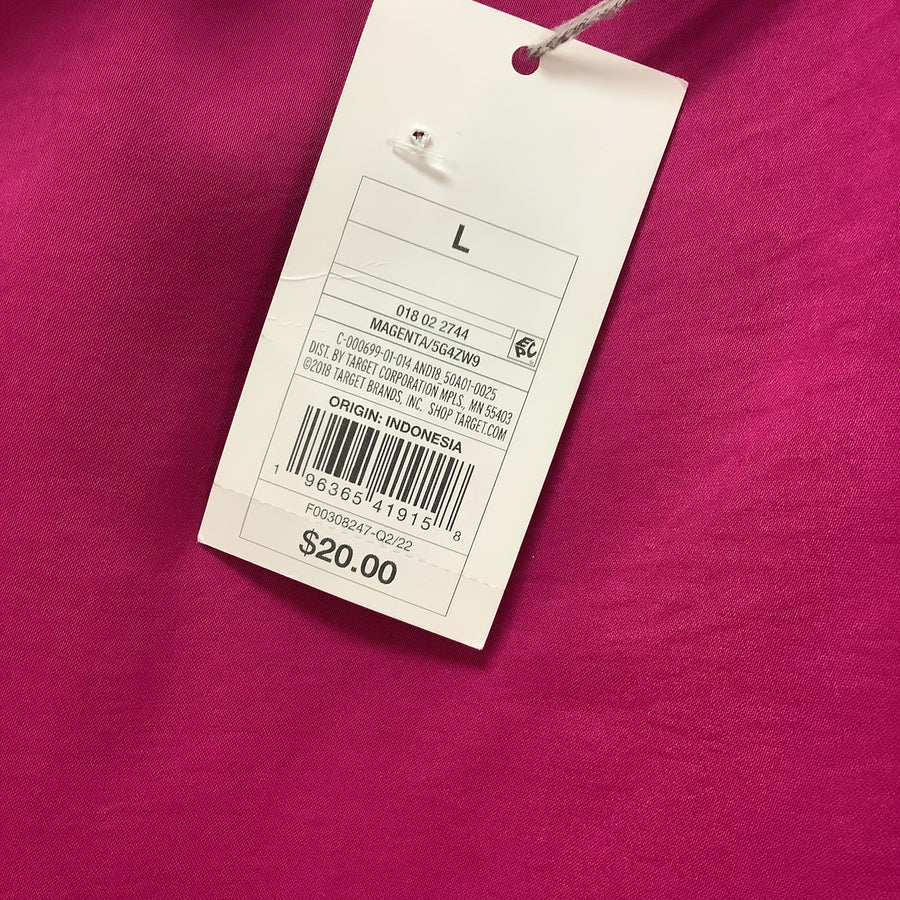 L
018 02 2744
MAGENTA/5G4ZW9
EPC
C-000699-01-014 AND18_50A01-0025
DIST. BY TARGET CORPORATION MPLS., MN 55403
©2018 TARGET BRANDS, INC. SHOP TARGET.COM
ORIGIN: INDONESIA
1 96365 41915 8
F00308247-Q2/22
$20.00